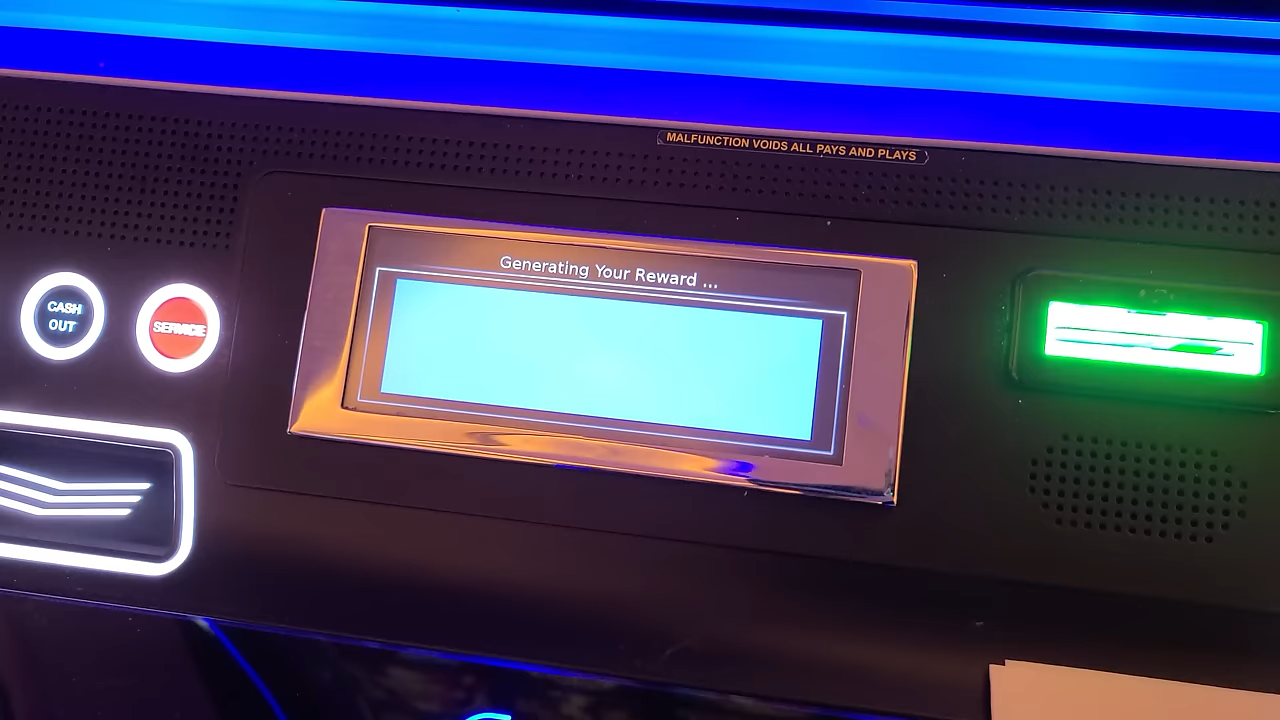 MALFUNCTION VOIDS ALL PAYS AND PLAYS
Generating Your Reward ...
CASH
OUT
SERVICE